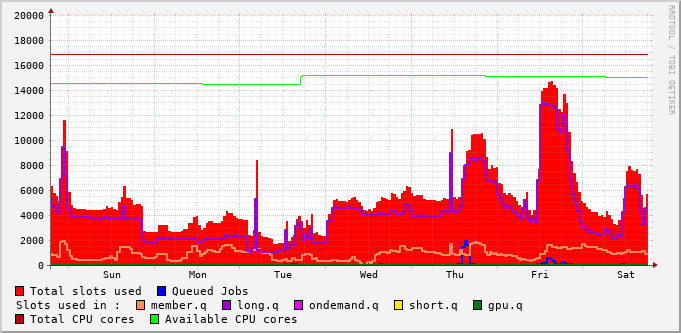 20000
18000
16000
14000
12000
10000
8000
6000
4000
2000
0
Sun Mon Tue Wed Thu Fri Sat
RRDTOOL / TOBI OETIKER
Total slots used Queued Jobs
Slots used in : member.q long.q ondemand.q short.q gpu.q
Total CPU cores Available CPU cores